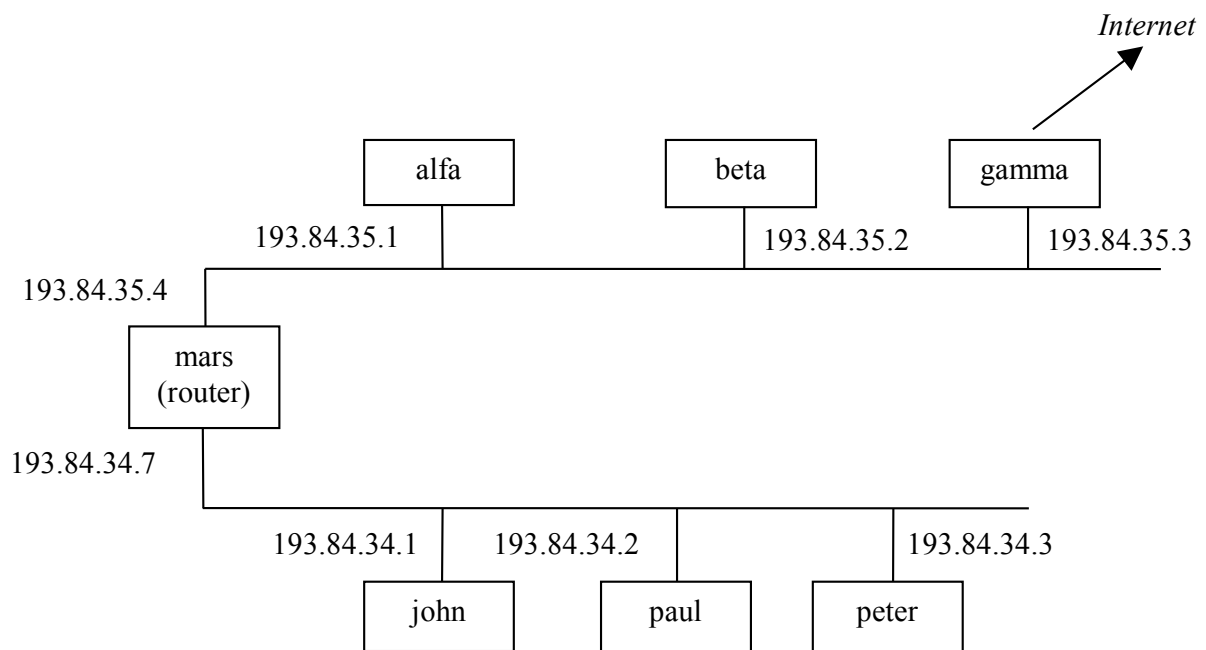 Internet
alfa
beta
gamma
193.84.35.1
193.84.35.2
193.84.35.3
193.84.35.4
mars
(router)
193.84.34.7
193.84.34.1
193.84.34.2
193.84.34.3
john
paul
peter